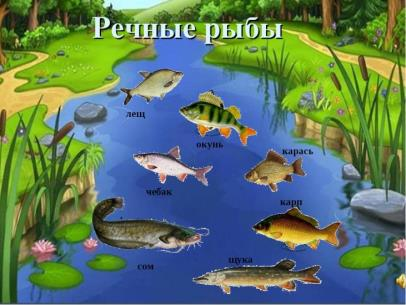 Речные рыбы
лещ
окунь
карась
чебак
карп
сом
щука